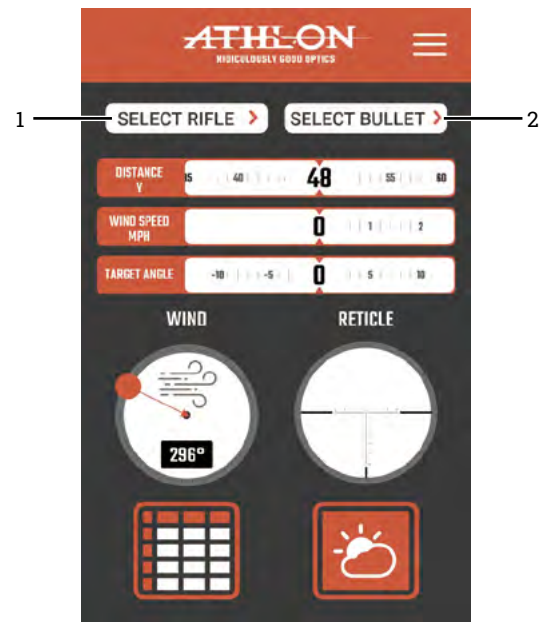 ATHLON
RIDICULOUSLY GOOD OPTICS
1 SELECT RIFLE > SELECT BULLET > 2
DISTANCE
Y
40 48 55 60
WIND SPEED
MPH
0 1 2
TARGET ANGLE -10 -5 0 5 10
WIND RETICLE
296°